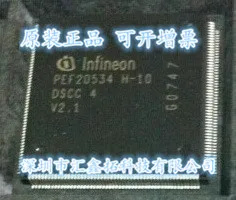 原装正品 可开增票
infineon
PEF20534 H-10
DSCC 4
V2.1
G0747
深圳市汇鑫拓科技有限公司